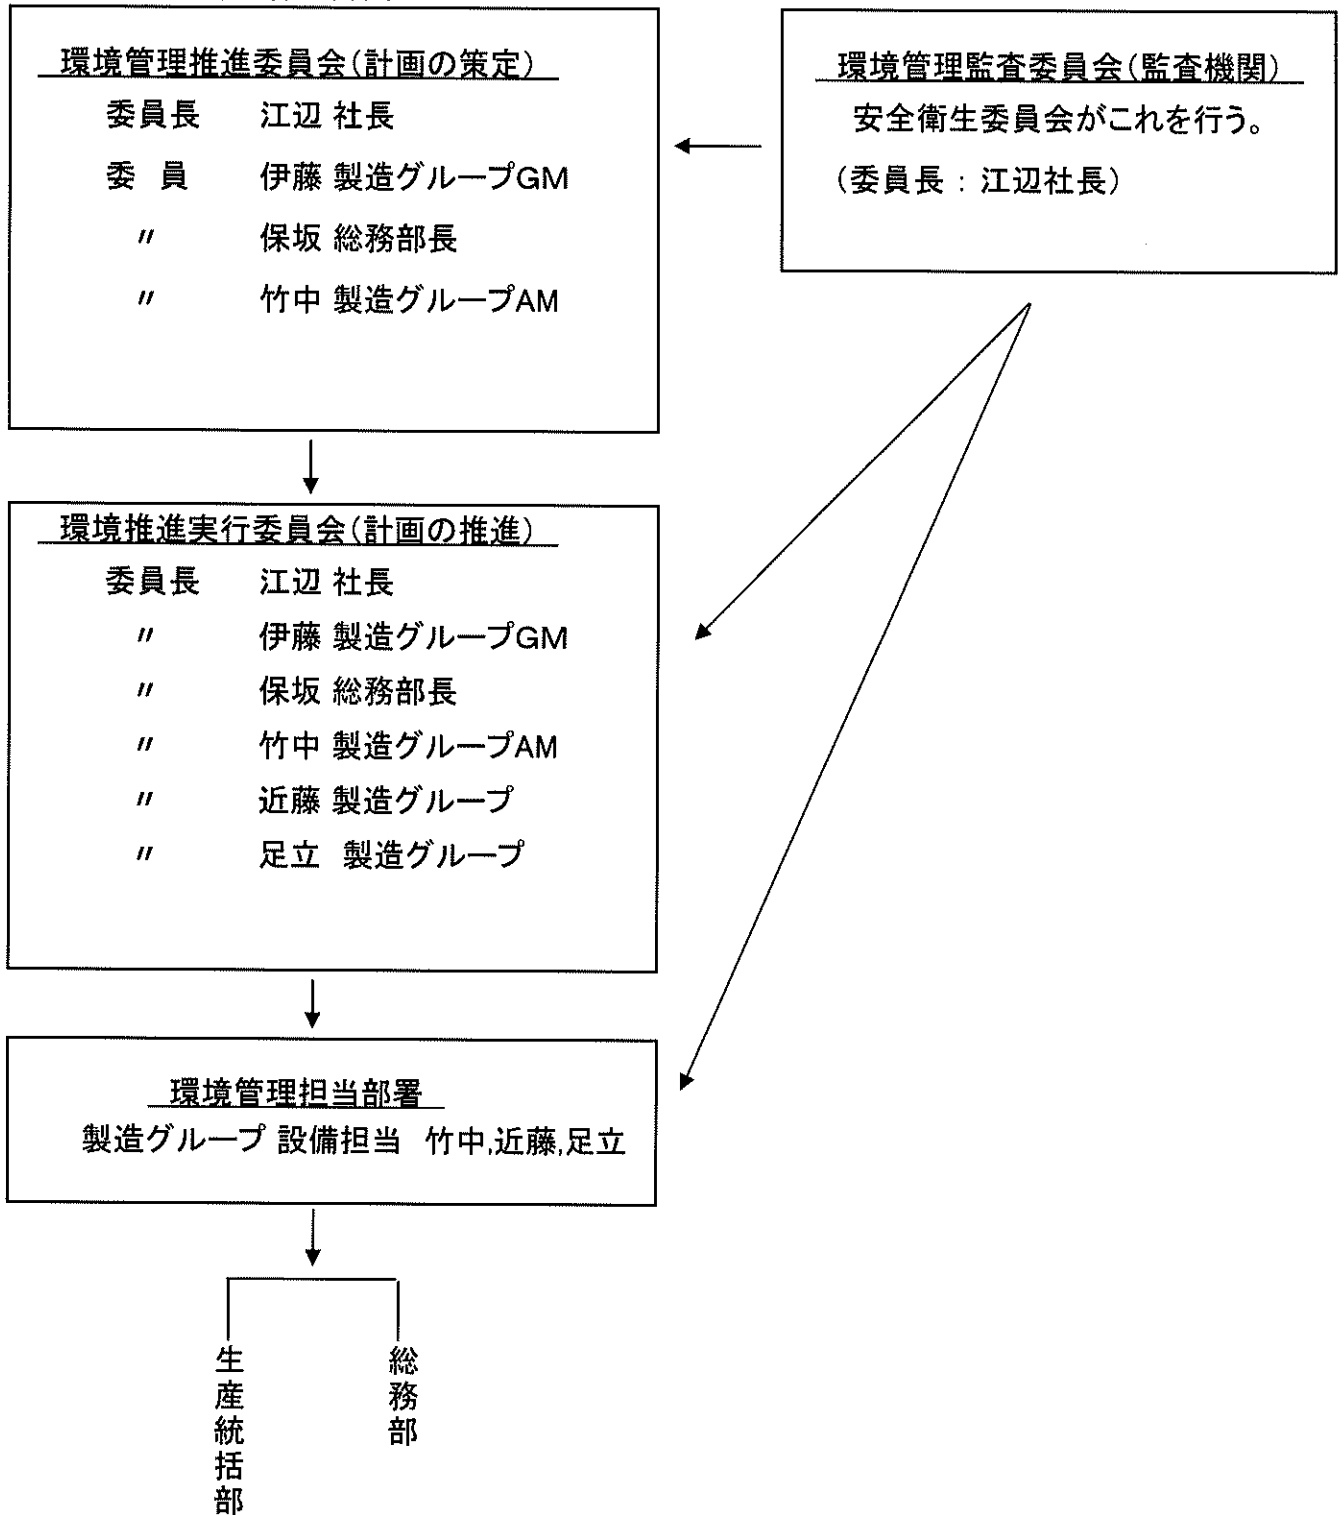 環境管理推進委員会(計画の策定)
委員長 江辺 社長
委 員 伊藤 製造グループGM
〃 保坂 総務部長
〃 竹中 製造グループAM
環境管理監査委員会(監査機関)
安全衛生委員会がこれを行う。
(委員長:江辺社長)
環境推進実行委員会(計画の推進)
委員長 江辺 社長
〃 伊藤 製造グループGM
〃 保坂 総務部長
〃 竹中 製造グループAM
〃 近藤 製造グループ
〃 足立 製造グループ
環境管理担当部署
製造グループ 設備担当 竹中,近藤,足立
生産統括部
総務部